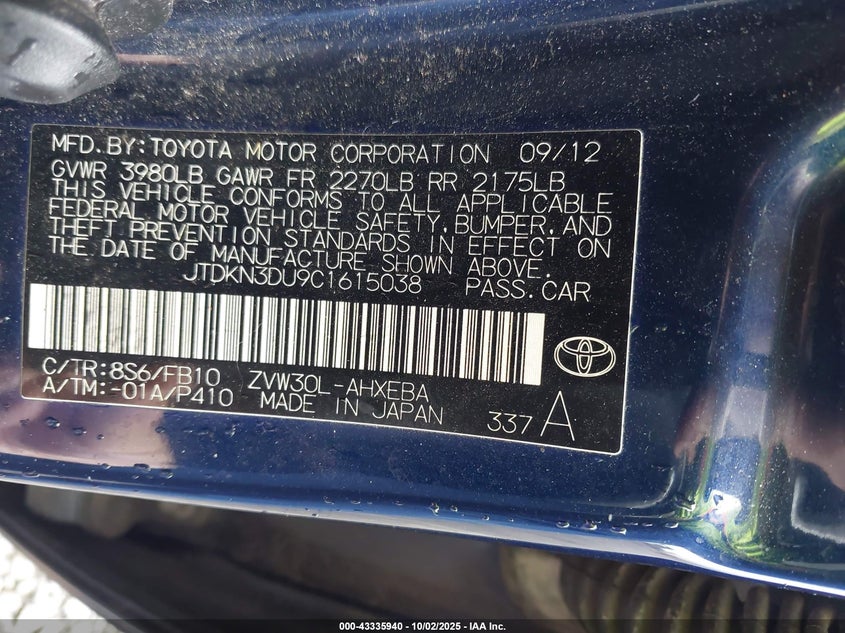 MFD.BY:TOYOTA MOTOR CORPORATION 09/12
GVWR 3980LB GAWR FR 2270LB RR 2175LB
THIS VEHICLE CONFORMS TO ALL APPLICABLE
FEDERAL MOTOR VEHICLE SAFETY,BUMPER,AND
THEFT PREVENTION STANDARDS IN EFFECT ON
THE DATE OF MANUFACTURE SHOWN ABOVE.
JTDKN3DU9C1615038 PASS.CAR
C/TR:8S6/FB10 ZVW30L-AHXEBA
A/TM:-01A/P410 MADE IN JAPAN
337 A
000-43335940 - 10/02/2025 - IAA Inc.